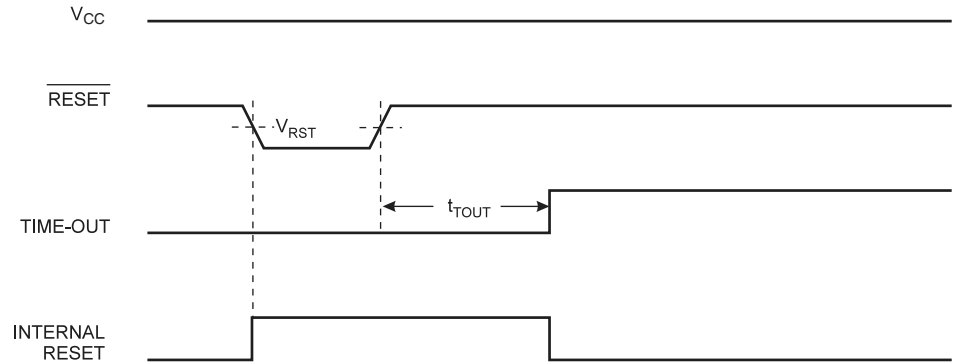 VCC
RESET
VRST
tTOUT
TIME-OUT
INTERNAL
RESET